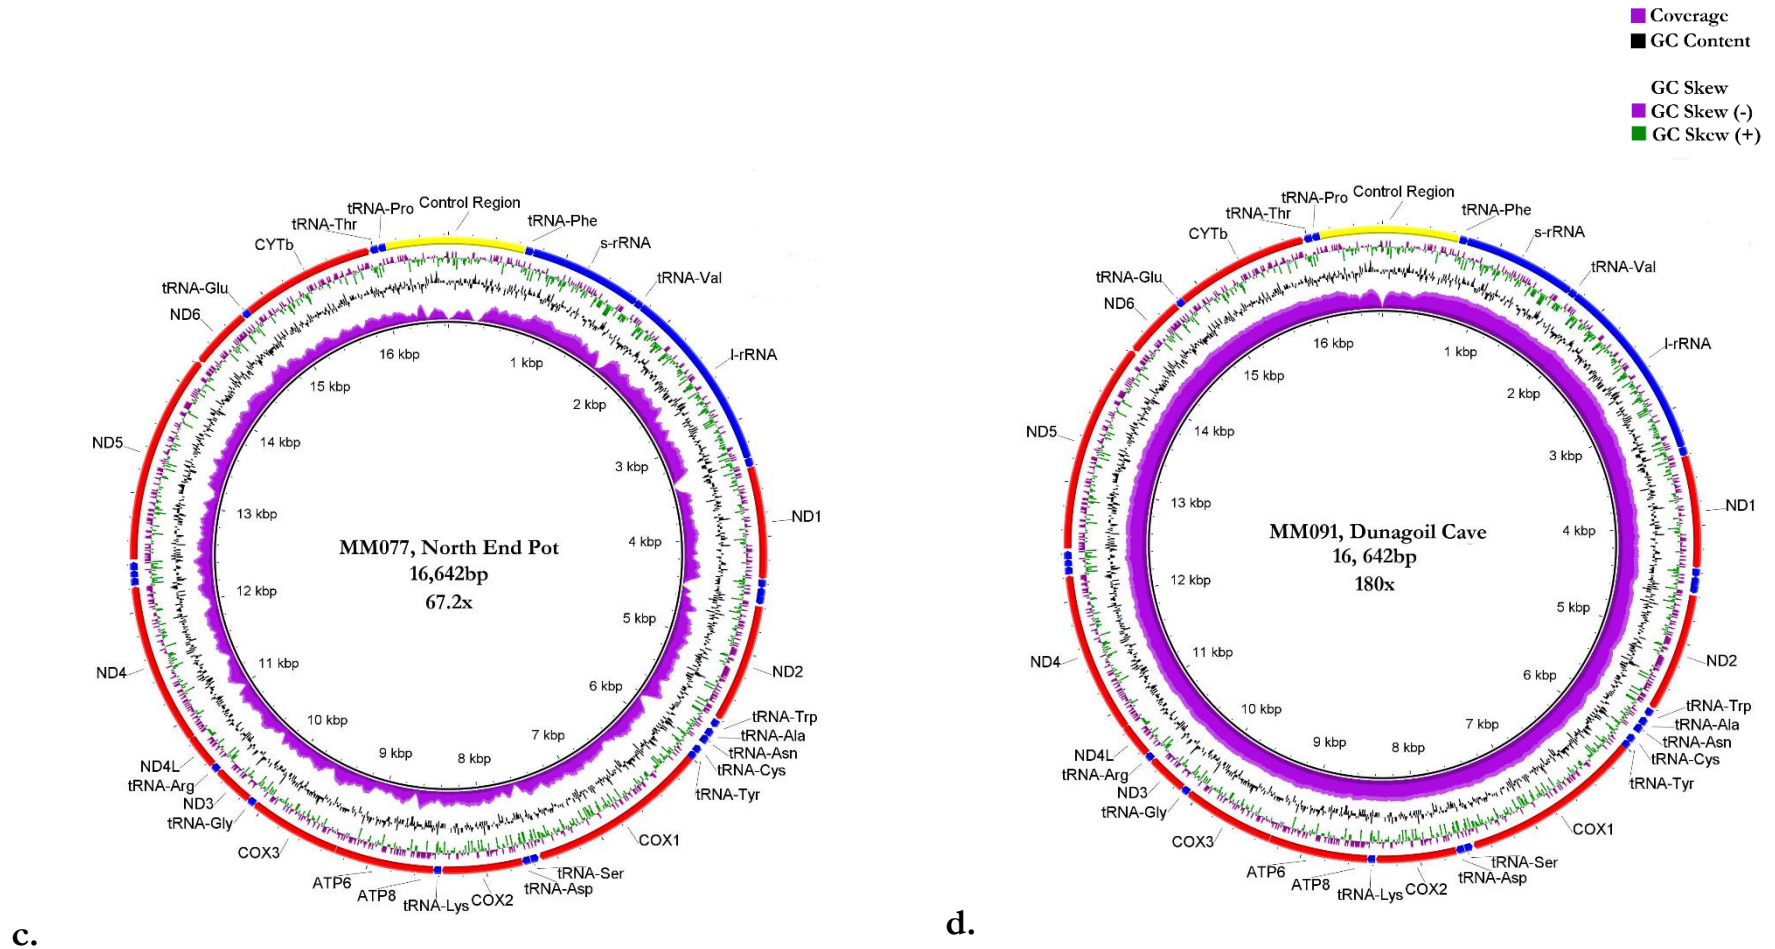 Coverage
GC Content
GC Skew
GC Skew (-)
GC Skew (+)
Control Region
tRNA-Pro
tRNA-Thr
tRNA-Phe
CYTb
s-rRNA
tRNA-Val
tRNA-Glu
ND6
l-rRNA
ND5
ND1
ND4
ND2
tRNA-Trp
tRNA-Ala
tRNA-Asn
tRNA-Cys
tRNA-Tyr
ND4L
tRNA-Arg
ND3
tRNA-Gly
COX3
COX1
ATP6
ATP8
tRNA-Lys
COX2
tRNA-Ser
tRNA-Asp
16 kbp
1 kbp
15 kbp
2 kbp
14 kbp
3 kbp
13 kbp
4 kbp
12 kbp
5 kbp
11 kbp
6 kbp
10 kbp
7 kbp
9 kbp
8 kbp
MM077, North End Pot
16,642bp
67.2x
c.
Control Region
tRNA-Pro
tRNA-Thr
tRNA-Phe
CYTb
s-rRNA
tRNA-Val
tRNA-Glu
ND6
l-rRNA
ND5
ND1
ND4
ND2
tRNA-Trp
tRNA-Ala
tRNA-Asn
tRNA-Cys
tRNA-Tyr
ND4L
tRNA-Arg
ND3
tRNA-Gly
COX3
COX1
ATP6
ATP8
tRNA-Lys
COX2
tRNA-Ser
tRNA-Asp
16 kbp
1 kbp
15 kbp
2 kbp
14 kbp
3 kbp
13 kbp
4 kbp
12 kbp
5 kbp
11 kbp
6 kbp
10 kbp
7 kbp
9 kbp
8 kbp
MM091, Dunagoil Cave
16, 642bp
180x
d.